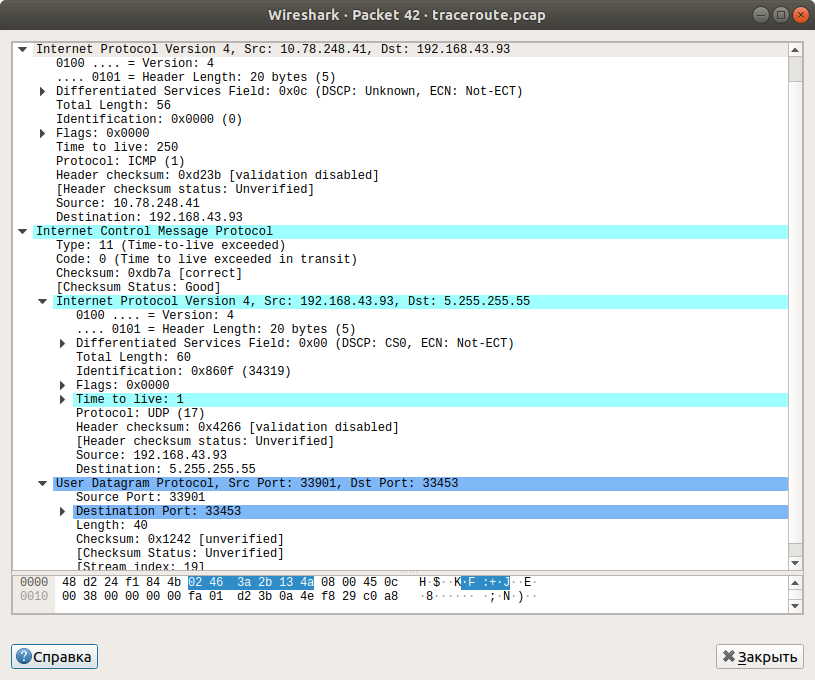 Wireshark · Packet 42 · traceroute.pcap
Internet Protocol Version 4, Src: 10.78.248.41, Dst: 192.168.43.93
0100 .... = Version: 4
.... 0101 = Header Length: 20 bytes (5)
Differentiated Services Field: 0x0c (DSCP: Unknown, ECN: Not-ECT)
Total Length: 56
Identification: 0x0000 (0)
Flags: 0x0000
Time to live: 250
Protocol: ICMP (1)
Header checksum: 0xd23b [validation disabled]
[Header checksum status: Unverified]
Source: 10.78.248.41
Destination: 192.168.43.93
Internet Control Message Protocol
Type: 11 (Time-to-live exceeded)
Code: 0 (Time to live exceeded in transit)
Checksum: 0xdb7a [correct]
[Checksum Status: Good]
Internet Protocol Version 4, Src: 192.168.43.93, Dst: 5.255.255.55
0100 .... = Version: 4
.... 0101 = Header Length: 20 bytes (5)
Differentiated Services Field: 0x00 (DSCP: CS0, ECN: Not-ECT)
Total Length: 60
Identification: 0x860f (34319)
Flags: 0x0000
Time to live: 1
Protocol: UDP (17)
Header checksum: 0x4266 [validation disabled]
[Header checksum status: Unverified]
Source: 192.168.43.93
Destination: 5.255.255.55
User Datagram Protocol, Src Port: 33901, Dst Port: 33453
Source Port: 33901
Destination Port: 33453
Length: 40
Checksum: 0x1242 [unverified]
[Checksum Status: Unverified]
[Stream index: 19]
0000 48 d2 24 f1 84 4b 02 46 3a 2b 13 4a 08 00 45 0c H·$··K·F :+·J··E·
0010 00 38 00 00 00 00 fa 01 d2 3b 0a 4e f8 29 c0 a8 ·8······ ·;·N·)··
Справка
Закрыть